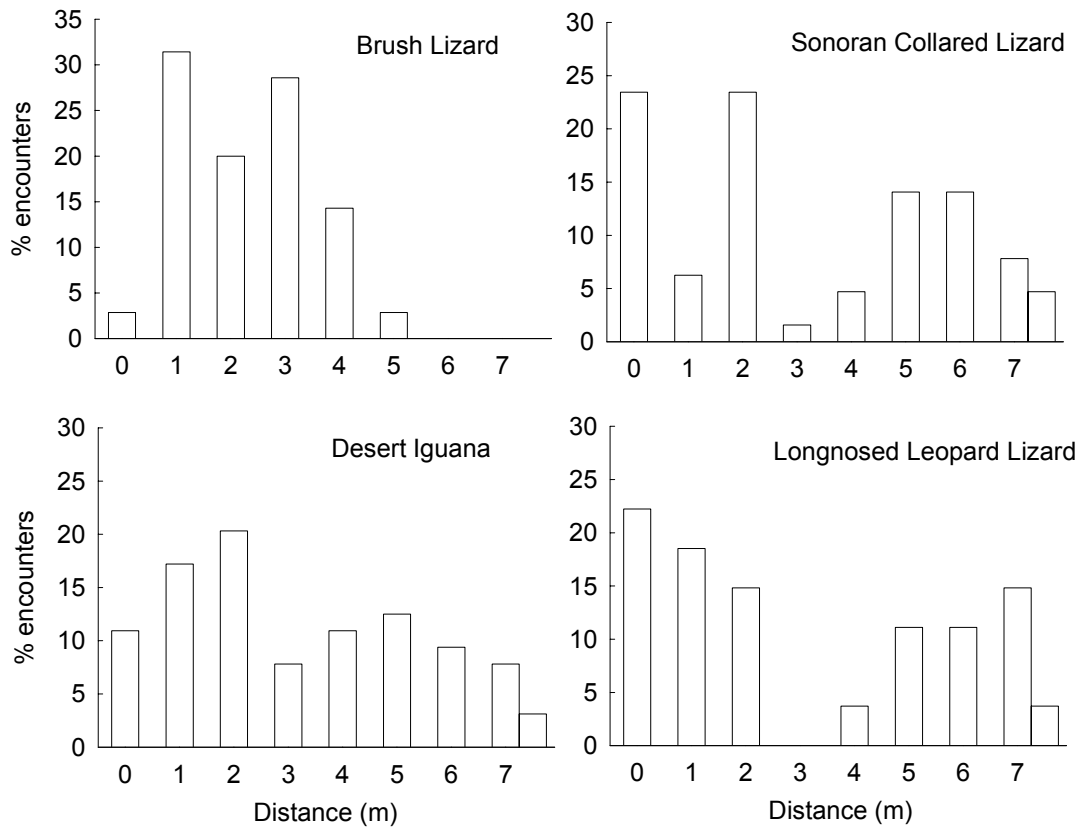 Brush Lizard
% encounters
35
30
25
20
15
10
5
0
0 1 2 3 4 5 6 7
Sonoran Collared Lizard
30
25
20
15
10
5
0
0 1 2 3 4 5 6 7
Desert Iguana
% encounters
30
25
20
15
10
5
0
0 1 2 3 4 5 6 7
Distance (m)
Longnosed Leopard Lizard
30
25
20
15
10
5
0
0 1 2 3 4 5 6 7
Distance (m)